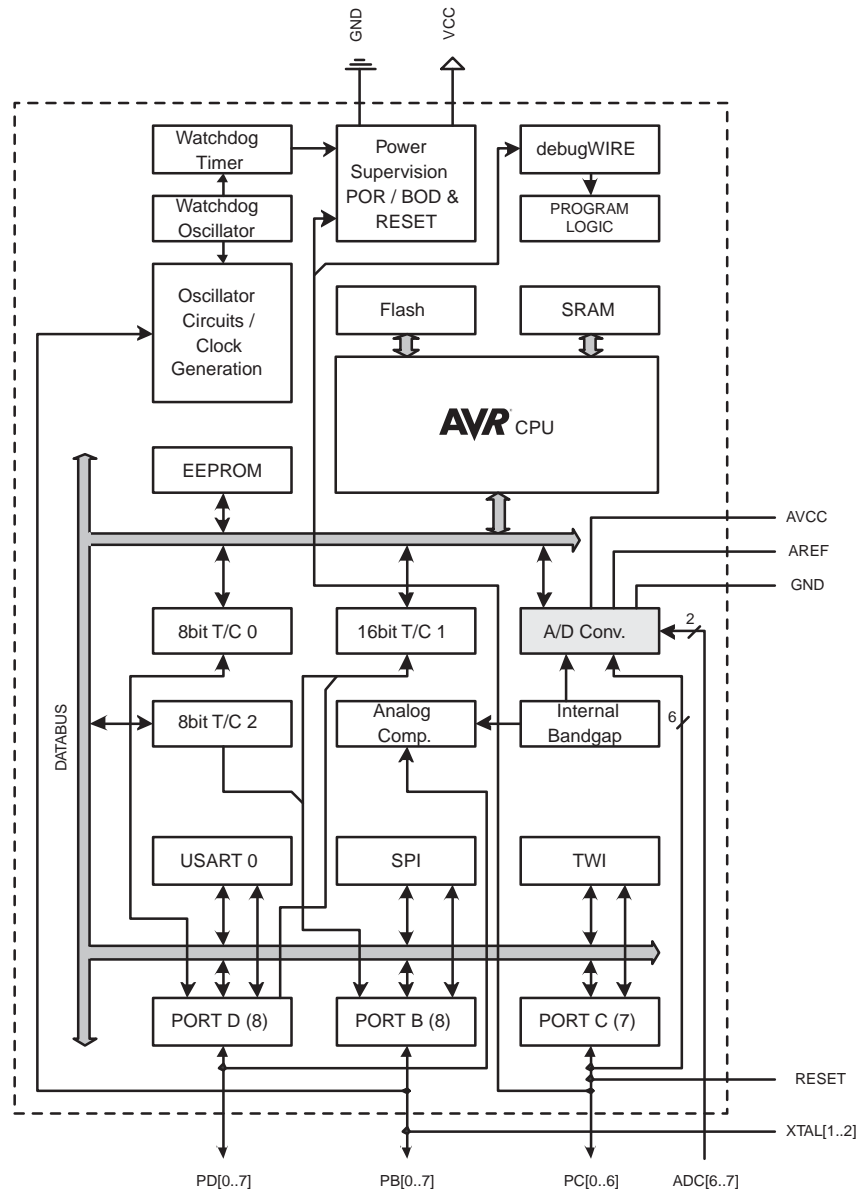 GND
VCC
Watchdog
Timer
Power
Supervision
POR / BOD &
RESET
debugWIRE
Watchdog
Oscillator
PROGRAM
LOGIC
Oscillator
Circuits /
Clock
Generation
Flash
SRAM
AVR CPU
EEPROM
AVCC
AREF
GND
8bit T/C 0
16bit T/C 1
A/D Conv.
2
DATABUS
8bit T/C 2
Analog
Comp.
Internal
Bandgap
6
USART 0
SPI
TWI
PORT D (8)
PORT B (8)
PORT C (7)
RESET
XTAL[1..2]
PD[0..7]
PB[0..7]
PC[0..6]
ADC[6..7]